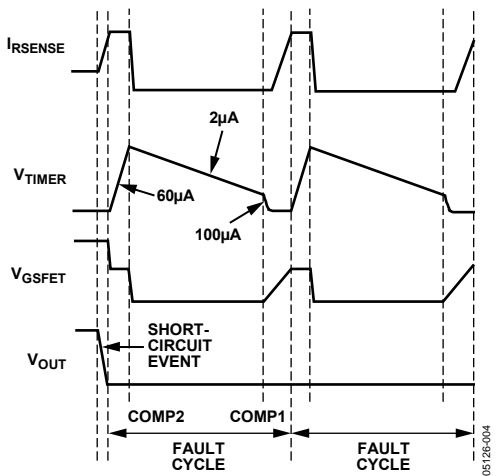 IRSENSE
2µA
VTIMER
60µA
100µA
VGSFET
SHORT-
CIRCUIT
EVENT
VOUT
COMP2
COMP1
FAULT
CYCLE
FAULT
CYCLE
05126-004